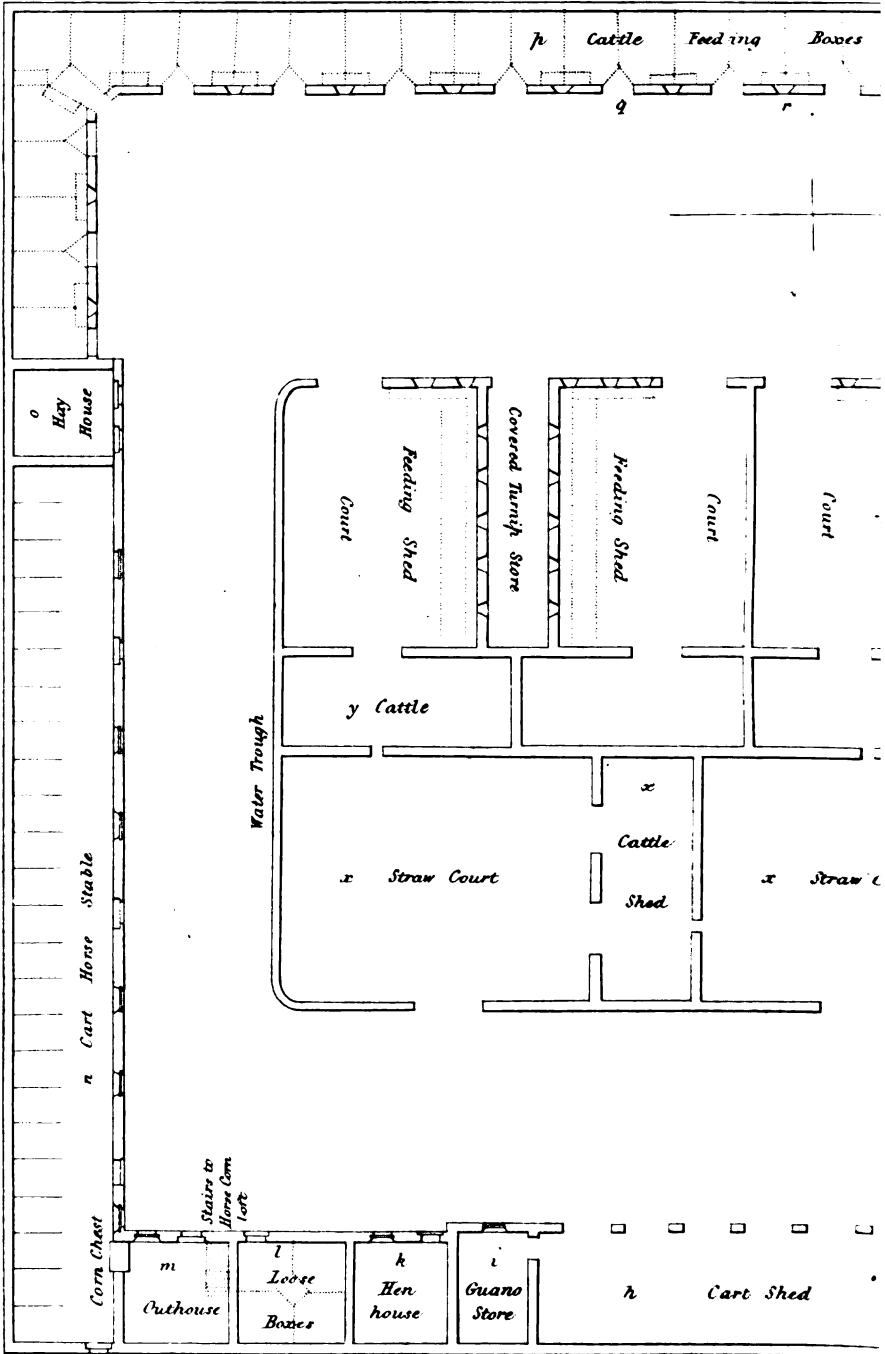 p Cattle Feeding Boxes
q r
o Hay House
Court
Feeding Shed
Covered Turnip Store
Feeding Shed
Court
Court
y Cattle
Water Trough
x
Cattle
Shed
x Straw Court
x Straw
n Cart Horse Stable
Corn Chest
Stairs to
Horse Corn
loft
m
Outhouse
l
Loose
Boxes
k
Hen
house
i
Guano
Store
h Cart Shed